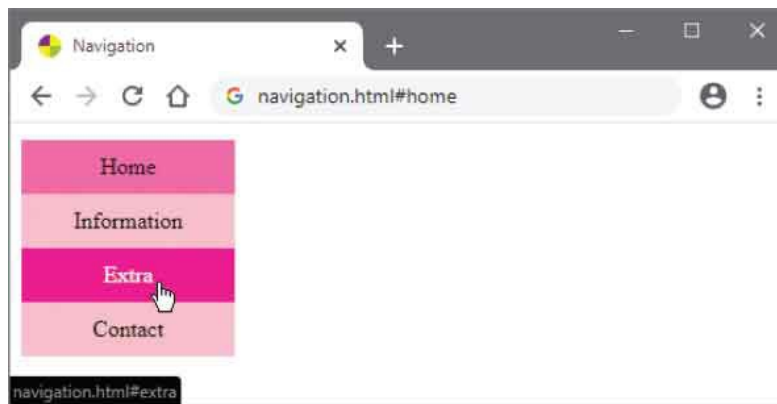 Navigation
navigation.html#home
Home
Information
Extra
Contact
navigation.html#extra